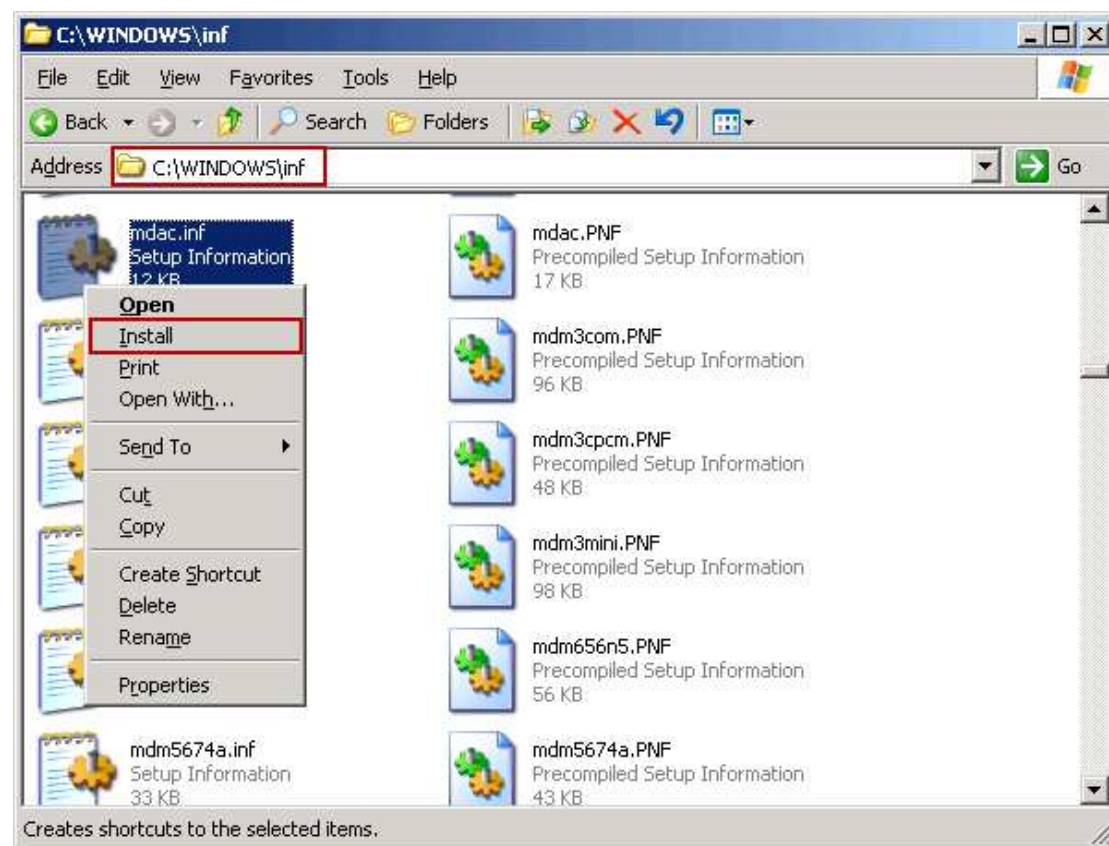 C:\WINDOWS\inf
File Edit View Favorites Tools Help
Back Search Folders
Address C:\WINDOWS\inf Go
mdac.inf
Setup Information
12 KB
mdac.PNF
Precompiled Setup Information
17 KB
Open
Install
Print
Open With...
Send To
Cut
Copy
Create Shortcut
Delete
Rename
Properties
mdm3com.PNF
Precompiled Setup Information
96 KB
mdm3cpcm.PNF
Precompiled Setup Information
48 KB
mdm3mini.PNF
Precompiled Setup Information
98 KB
mdm656n5.PNF
Precompiled Setup Information
56 KB
mdm5674a.inf
Setup Information
33 KB
mdm5674a.PNF
Precompiled Setup Information
43 KB
Creates shortcuts to the selected items.